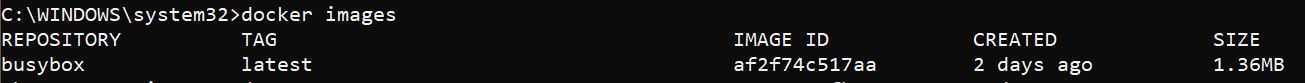 C:\WINDOWS\system32>docker images
REPOSITORY TAG IMAGE ID CREATED SIZE
busybox latest af2f74c517aa 2 days ago 1.36MB